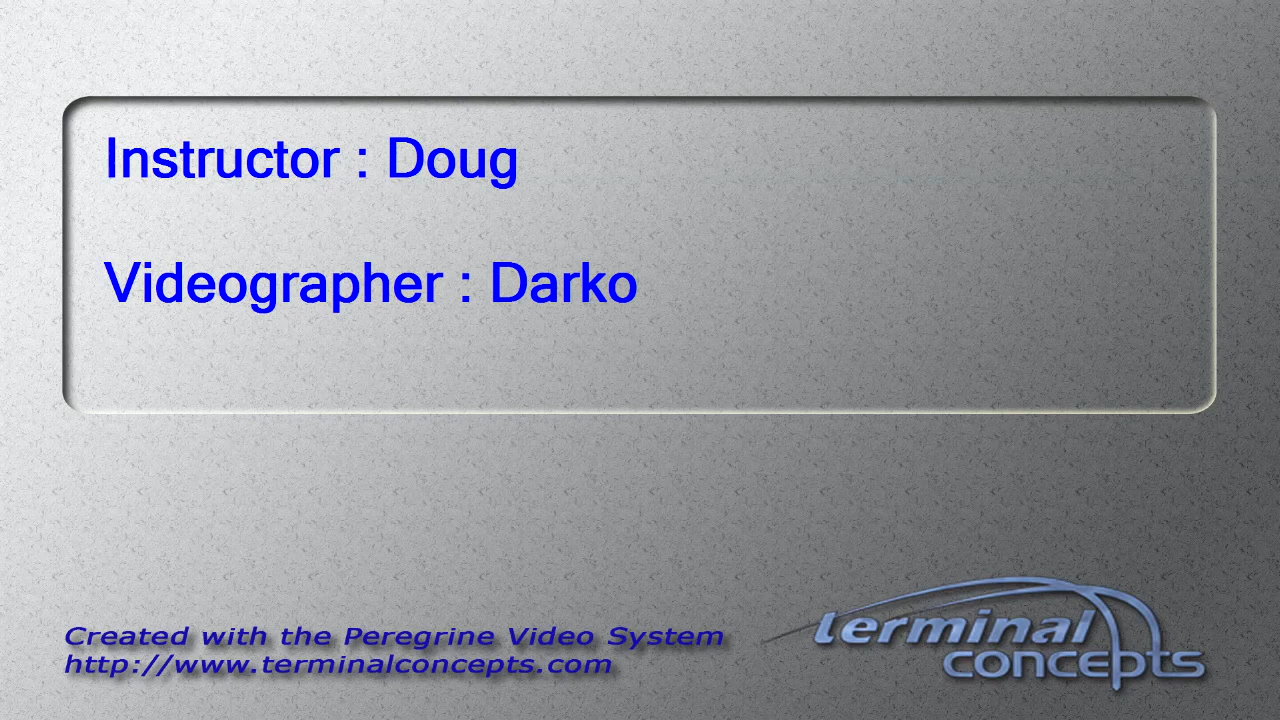 Instructor : Doug
Videographer : Darko
Created with the Peregrine Video System
http://www.terminalconcepts.com
terminal
concepts